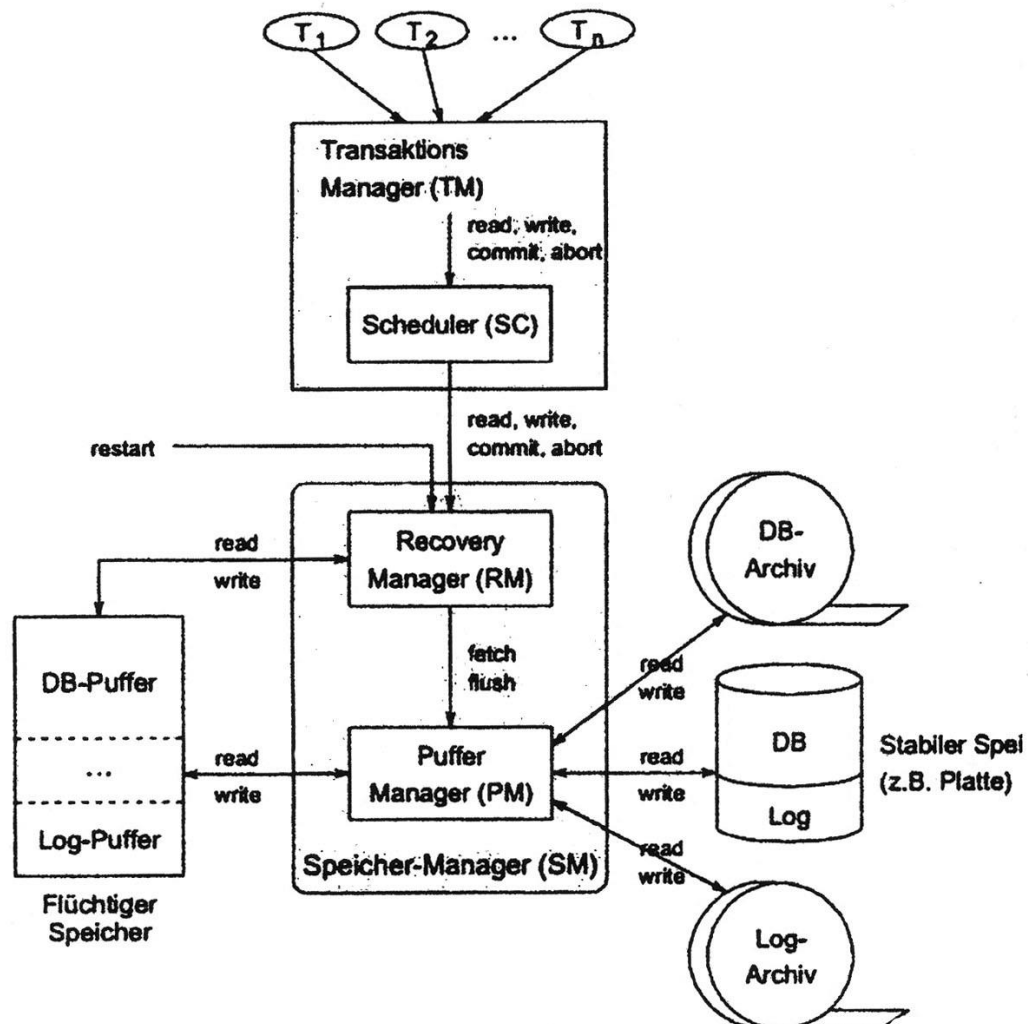 T1 T2 ... Tn
Transaktions
Manager (TM)
read, write,
commit, abort
Scheduler (SC)
read, write,
commit, abort
restart
Recovery
Manager (RM)
read
write
DB-
Archiv
fetch
flush
read
write
DB-Puffer
...
Log-Puffer
Flüchtiger
Speicher
read
write
Puffer
Manager (PM)
read
write
DB
Log
Stabiler Spei
(z.B. Platte)
read
write
Speicher-Manager (SM)
Log-
Archiv